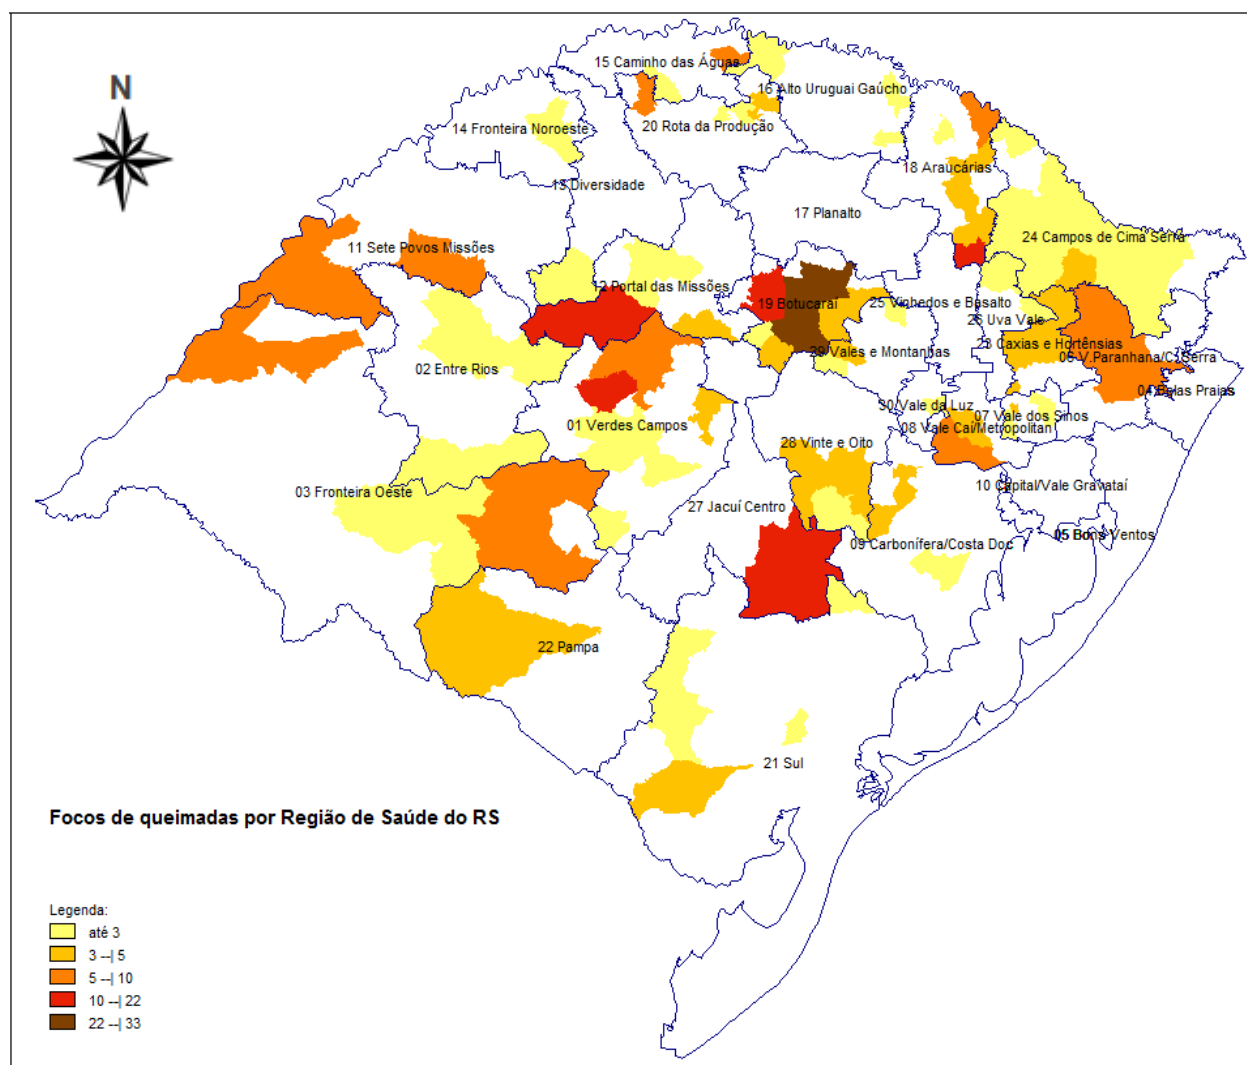 15 Caminho das Águas
N
16 Alto Uruguai Gaúcho
14 Fronteira Noroeste
20 Rota da Produção
18 Araucárias
13 Diversidade
17 Planalto
24 Campos de Cima Serra
11 Sete Povos Missões
12 Portal das Missões
19 Botucaraí
25 Vinhedos e Basalto
26 Uva Vale
23 Caxias e Hortênsias
29 Vales e Montanhas
06 V.Paranhana/C.Serra
02 Entre Rios
04 Belas Praias
30 Vale da Luz
07 Vale dos Sinos
01 Verdes Campos
08 Vale Caí/Metropolitan
28 Vinte e Oito
10 Capital/Vale Gravataí
03 Fronteira Oeste
27 Jacuí Centro
05 Bons Ventos
09 Carbonífera/Costa Doc
22 Pampa
21 Sul
Focos de queimadas por Região de Saúde do RS
Legenda:
até 3
3 --| 5
5 --| 10
10 --| 22
22 --| 33